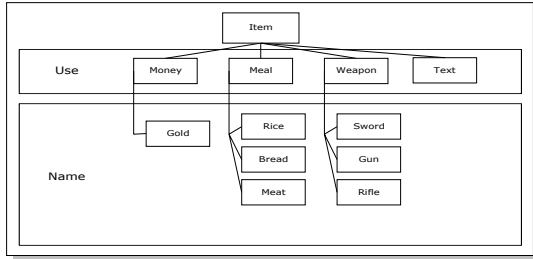 Item
Use
Money
Meal
Weapon
Text
Name
Gold
Rice
Sword
Bread
Gun
Meat
Rifle